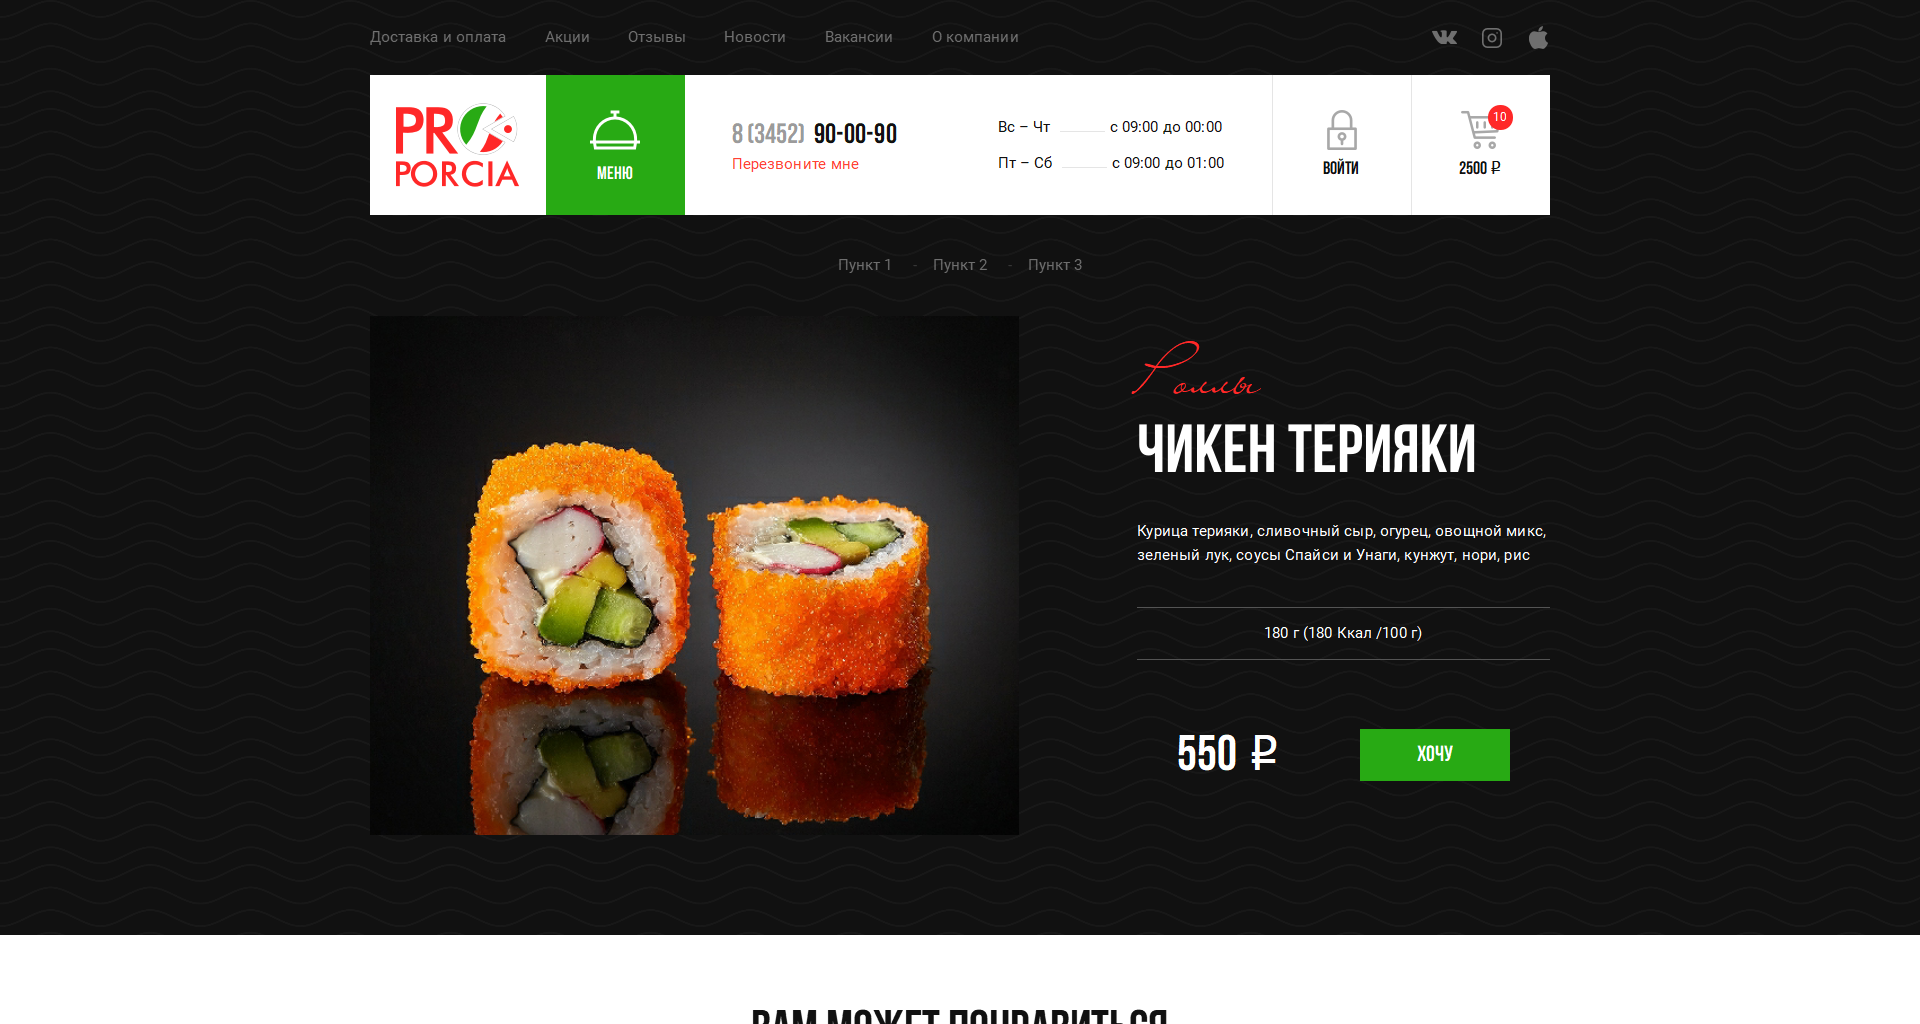 Доставка и оплата Акции Отзывы Новости Вакансии О компании
PRO
PORCIA
МЕНЮ
8 (3452) 90-00-90
Перезвоните мне
Вс – Чт с 09:00 до 00:00
Пт – Сб с 09:00 до 01:00
ВОЙТИ
10
2500 ₽
Пункт 1 - Пункт 2 - Пункт 3
Роллы
ЧИКЕН ТЕРИЯКИ
Курица терияки, сливочный сыр, огурец, овощной микс,
зеленый лук, соусы Спайси и Унаги, кунжут, нори, рис
180 г (180 Ккал /100 г)
550 ₽
ХОЧУ
ВАМ МОЖЕТ ПОНРАВИТЬСЯ